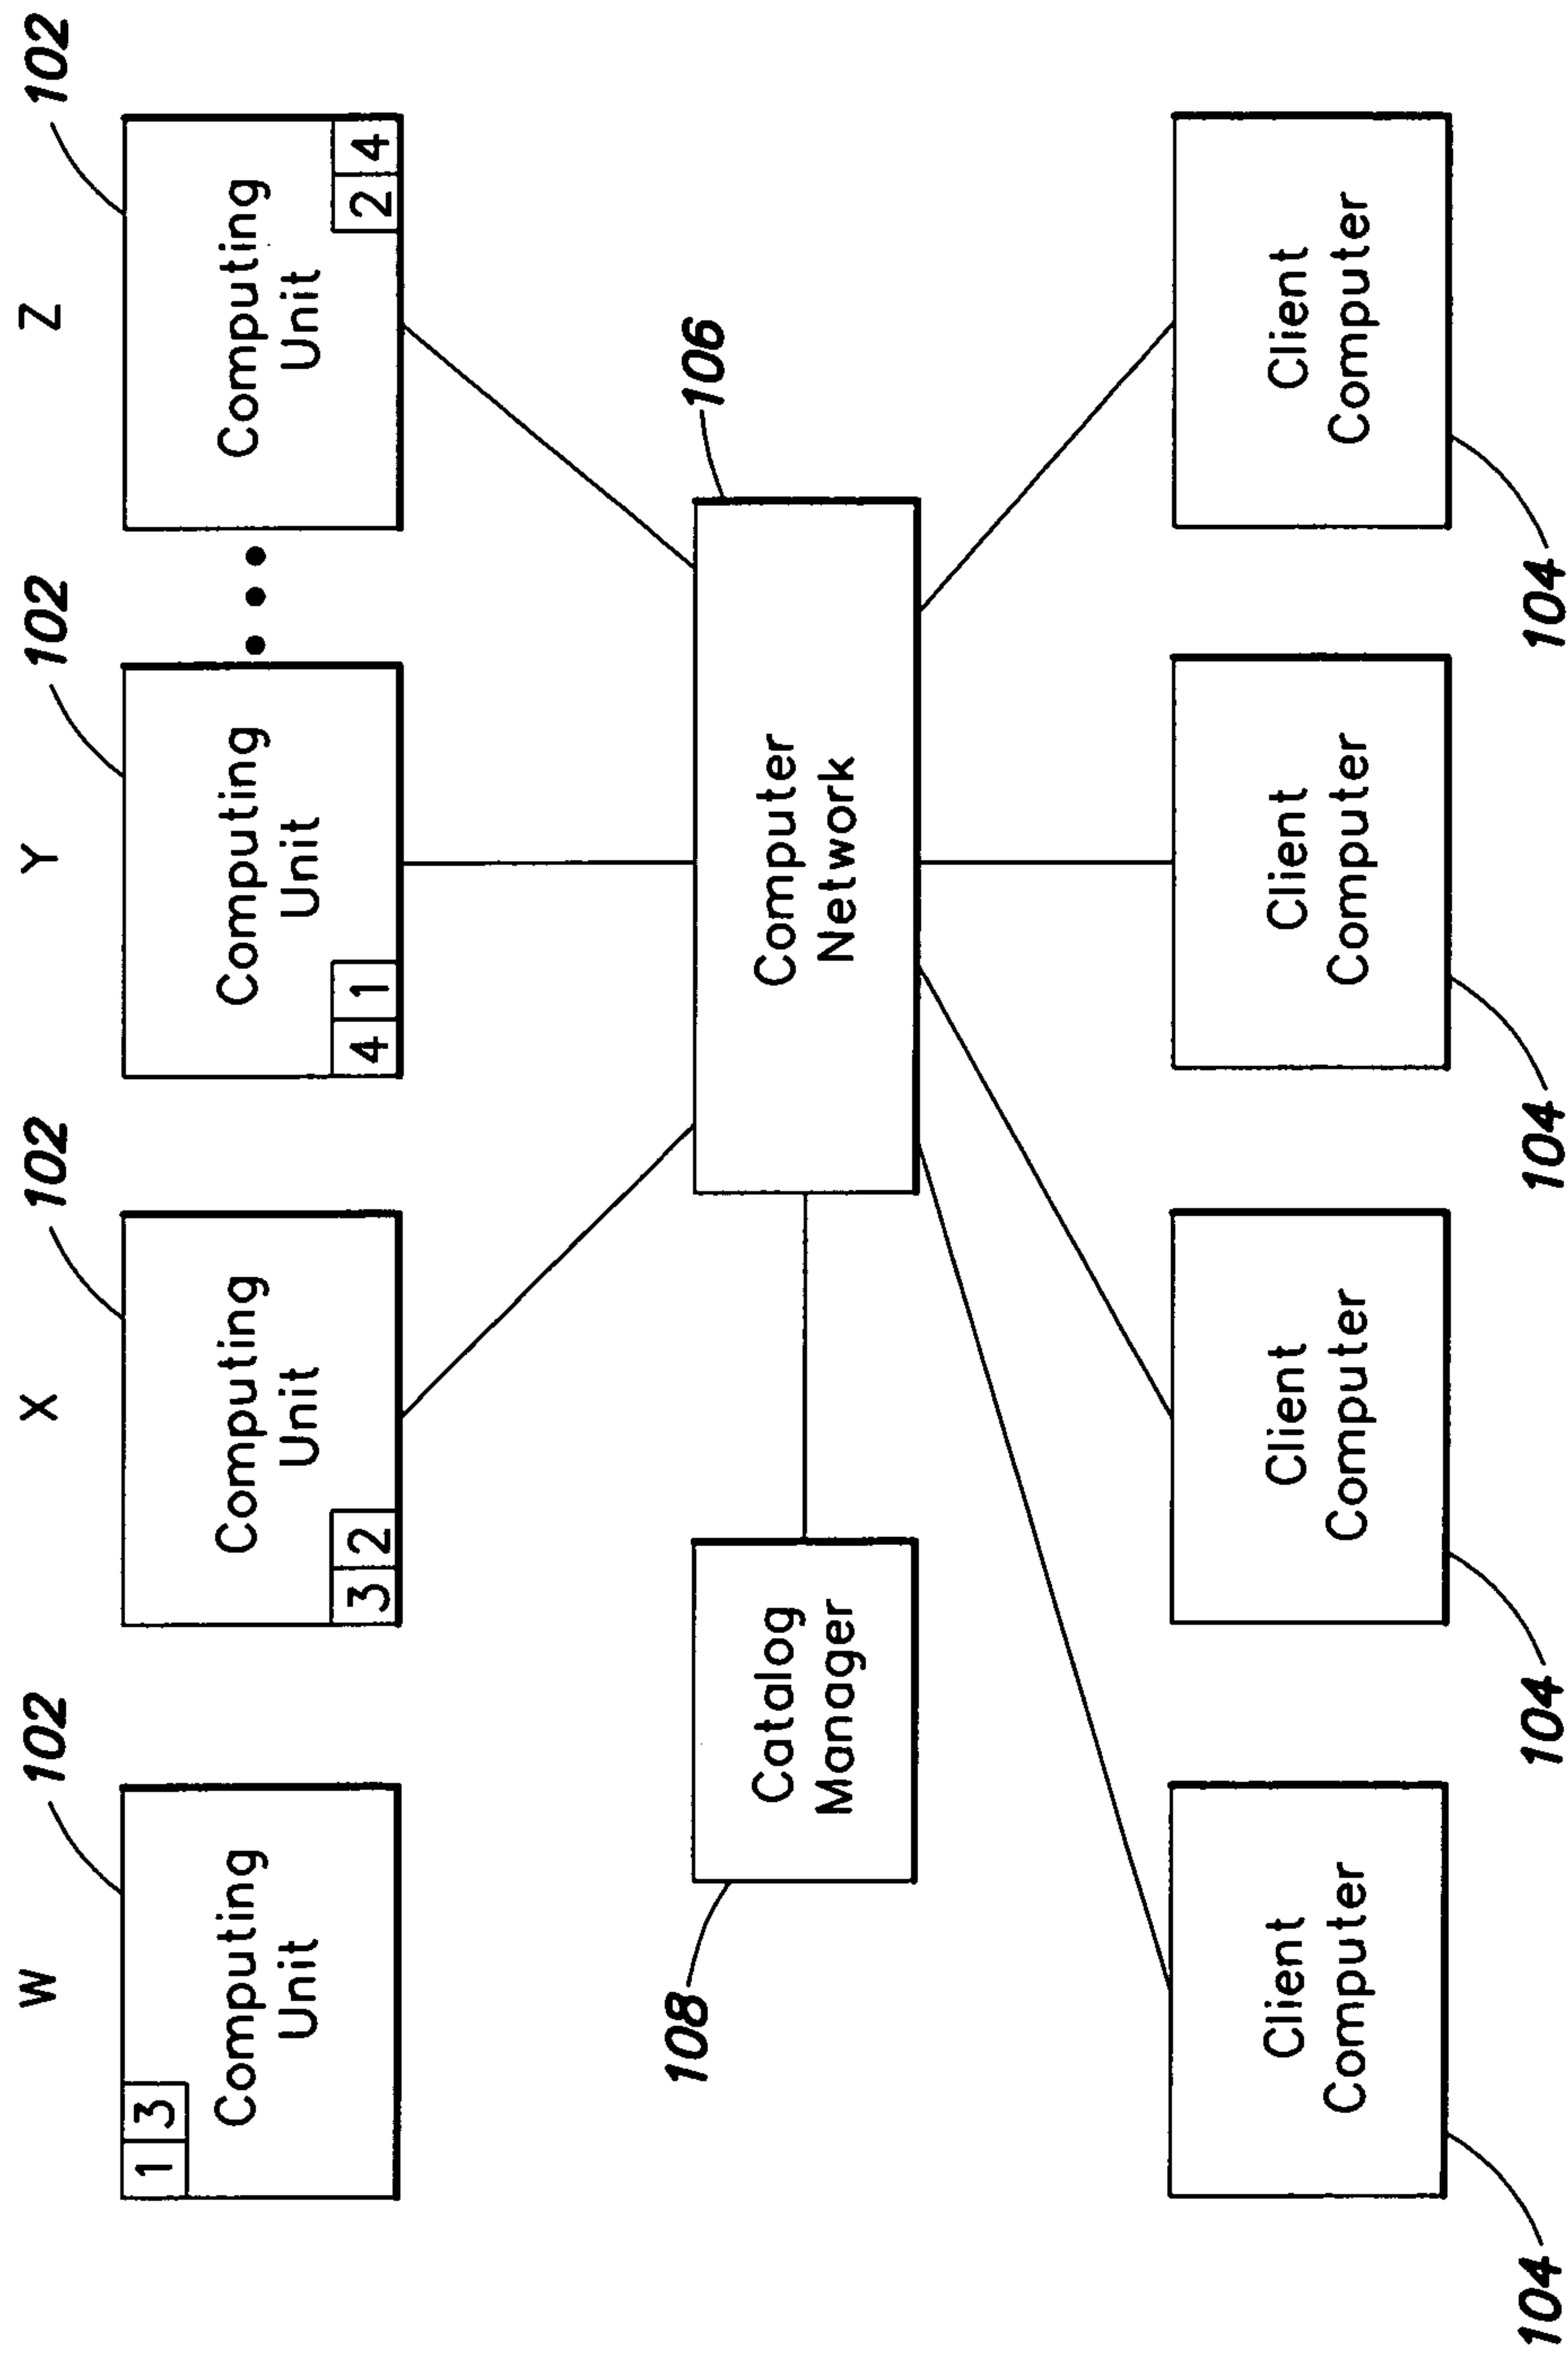 W
X
Y
Z
102
102
102
102
1 3
Computing
Unit
Computing
Unit
3 2
Computing
Unit
4 1
Computing
Unit
2 4
108
Catalog
Manager
Computer
Network
106
Client
Computer
Client
Computer
Client
Computer
Client
Computer
104
104
104
104